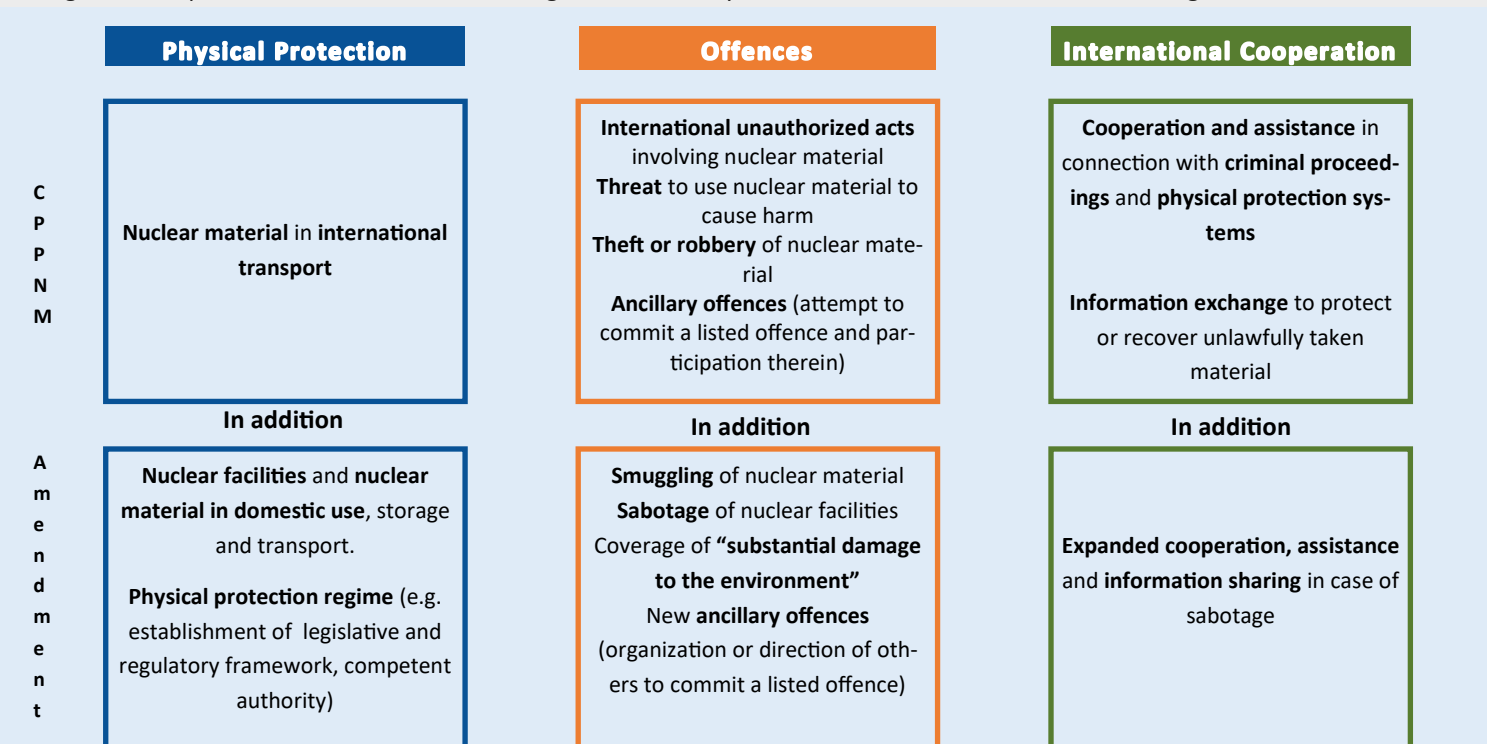 Physical Protection
Offences
International Cooperation
C
P
P
N
M
Nuclear material in international
transport
International unauthorized acts
involving nuclear material
Threat to use nuclear material to
cause harm
Theft or robbery of nuclear mate-
rial
Ancillary offences (attempt to
commit a listed offence and par-
ticipation therein)
Cooperation and assistance in
connection with criminal proceed-
ings and physical protection sys-
tems
Information exchange to protect
or recover unlawfully taken
material
In addition
In addition
In addition
A
m
e
n
d
m
e
n
t
Nuclear facilities and nuclear
material in domestic use, storage
and transport.
Physical protection regime (e.g.
establishment of legislative and
regulatory framework, competent
authority)
Smuggling of nuclear material
Sabotage of nuclear facilities
Coverage of “substantial damage
to the environment”
New ancillary offences
(organization or direction of oth-
ers to commit a listed offence)
Expanded cooperation, assistance
and information sharing in case of
sabotage